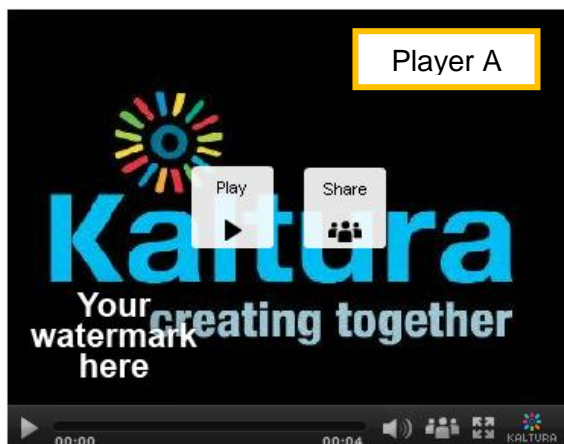 Player A
Play
Share
Kaltura
creating together
Your
watermark
here
00:00
00:04
KALTURA